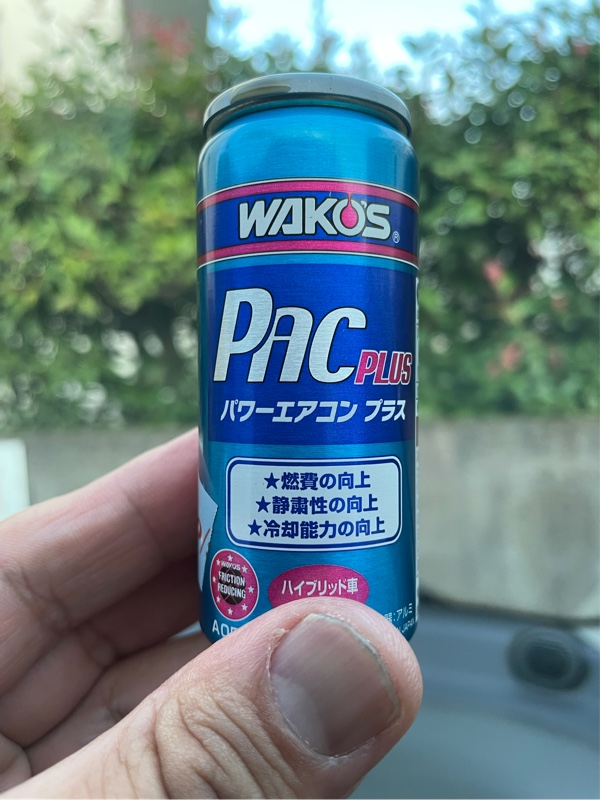 WAKO'S®
PAC PLUS
パワーエアコン プラス
★燃費の向上
★静粛性の向上
★冷却能力の向上
WAKO'S
FRICTION
REDUCING
ハイブリッド車